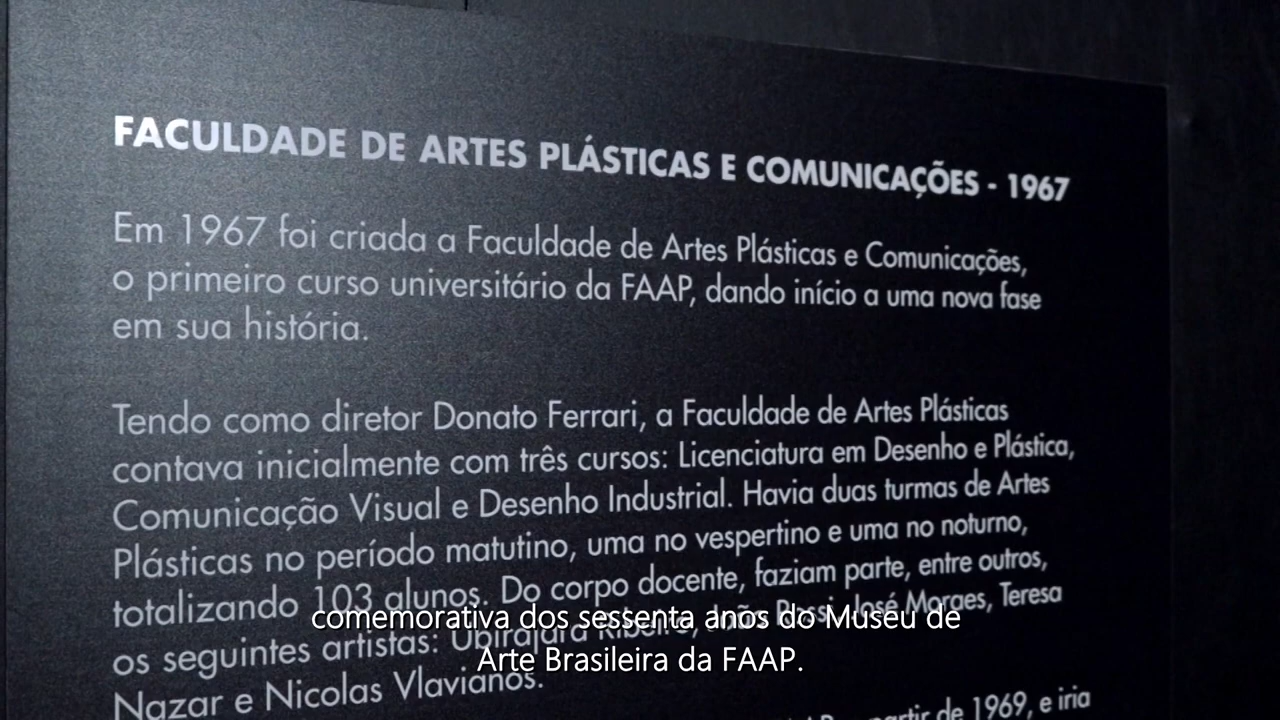 FACULDADE DE ARTES PLÁSTICAS E COMUNICAÇÕES - 1967
Em 1967 foi criada a Faculdade de Artes Plásticas e Comunicações,
o primeiro curso universitário da FAAP, dando início a uma nova fase
em sua história.
Tendo como diretor Donato Ferrari, a Faculdade de Artes Plásticas
contava inicialmente com três cursos: Licenciatura em Desenho e Plástica,
Comunicação Visual e Desenho Industrial. Havia duas turmas de Artes
Plásticas no período matutino, uma no vespertino e uma no noturno,
totalizando 103 alunos. Do corpo docente, faziam parte, entre outros,
os seguintes artistas: Ubirajara Ribeiro, José Moraes, Teresa
Nazar e Nicolas Vlavianos.
partir de 1969, e iria
comemorativa dos sessenta anos do Museu de
Arte Brasileira da FAAP.